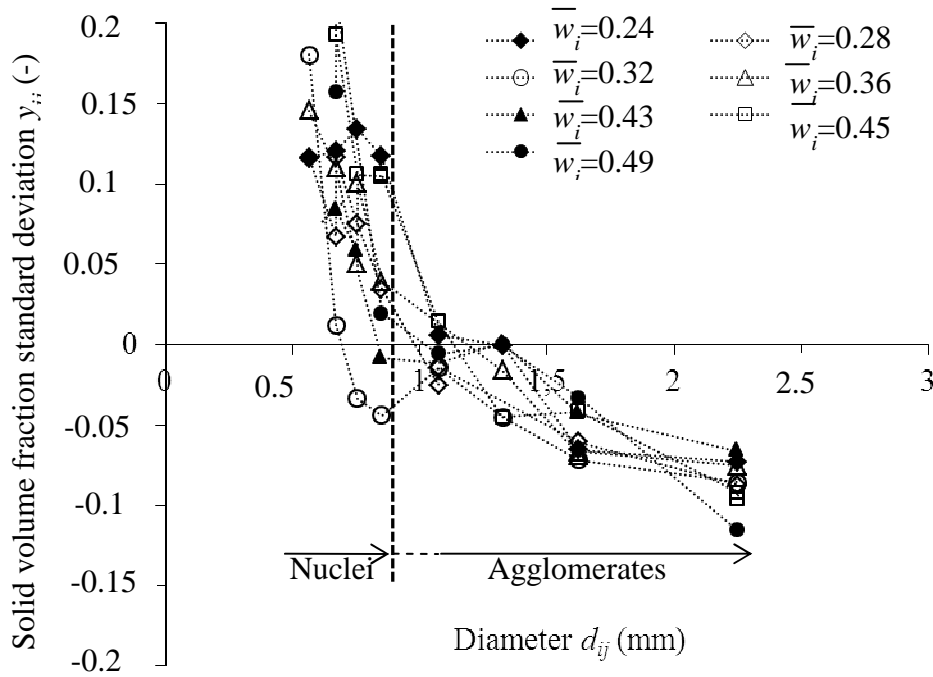 Solid volume fraction standard deviation y_ij (-)
0.2
0.15
0.1
0.05
0
-0.05
-0.1
-0.15
-0.2
0
0.5
1
1.5
2
2.5
3
w̄_i=0.24
w̄_i=0.28
w̄_i=0.32
w̄_i=0.36
w̄_i=0.43
w̄_i=0.45
w̄_i=0.49
Nuclei
Agglomerates
Diameter d_ij (mm)